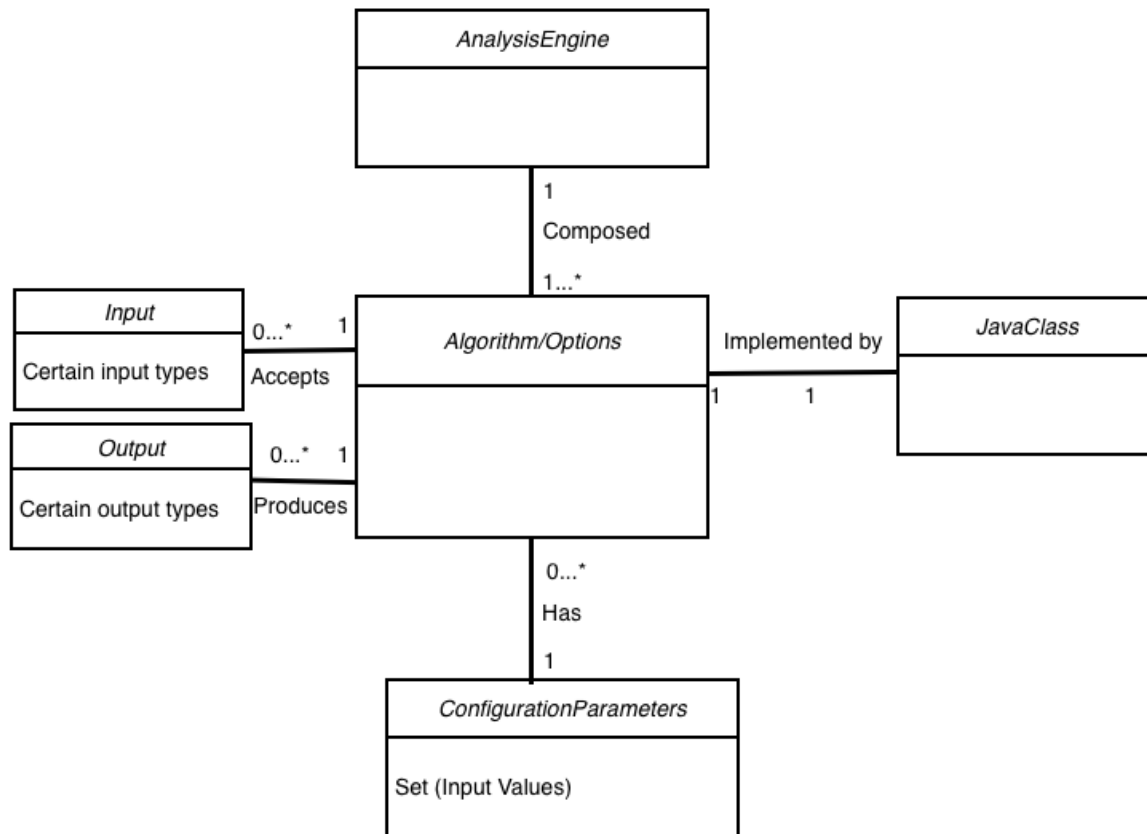 AnalysisEngine
1
Composed
1...*
Input
0...*
1
Certain input types
Accepts
Algorithm/Options
Implemented by
1
1
JavaClass
Output
0...*
1
Certain output types
Produces
0...*
Has
1
ConfigurationParameters
Set (Input Values)